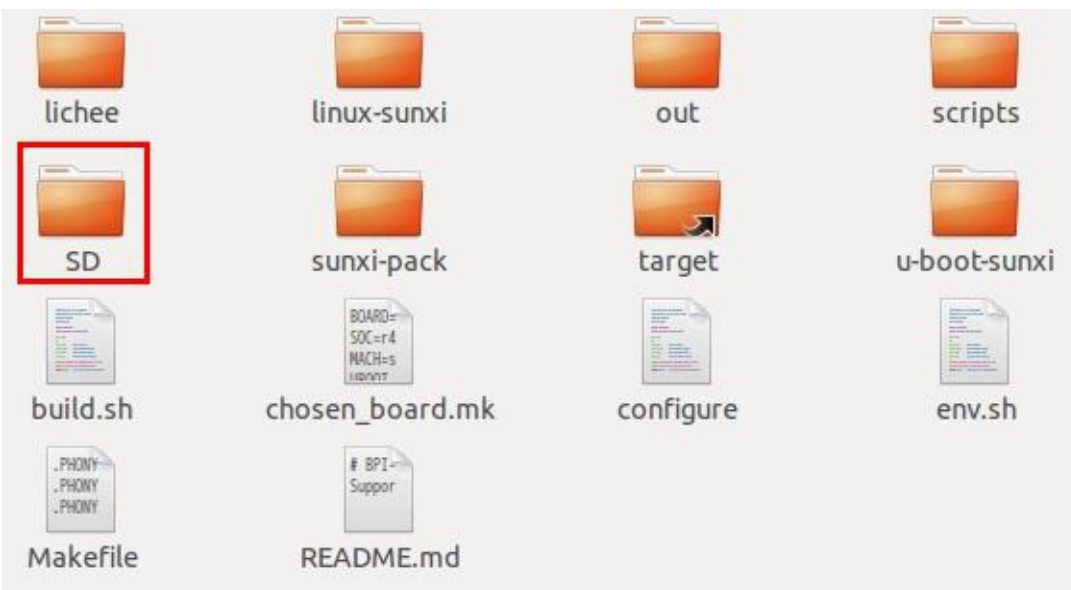 lichee
linux-sunxi
out
scripts
SD
sunxi-pack
target
u-boot-sunxi
BOARD=
SOC=r4
MACH=s
UBOOT
build.sh
chosen_board.mk
configure
env.sh
.PHONY
.PHONY
.PHONY
# BPI-
Suppor
Makefile
README.md